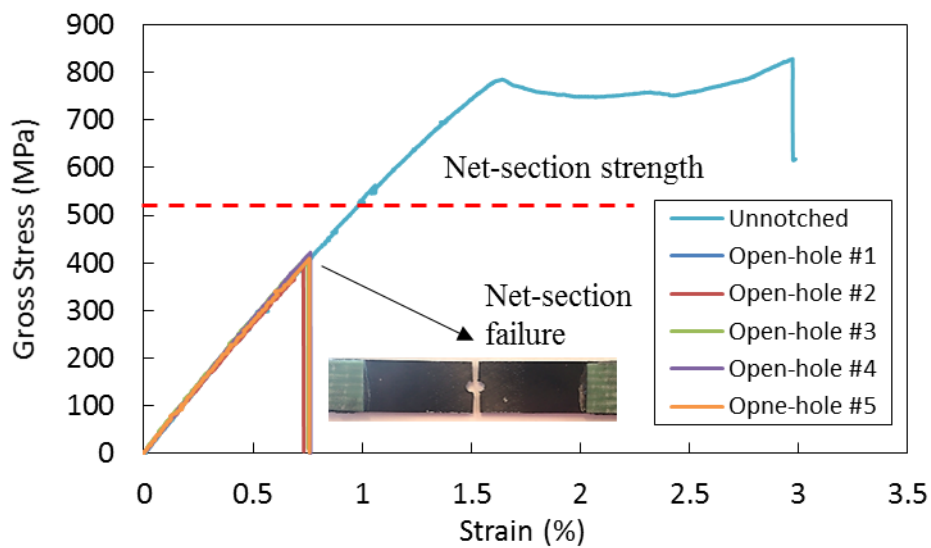 900
800
700
600
500
400
300
200
100
0
Gross Stress (MPa)
Net-section strength
Net-section
failure
Unnotched
Open-hole #1
Open-hole #2
Open-hole #3
Open-hole #4
Opne-hole #5
0 0.5 1 1.5 2 2.5 3 3.5
Strain (%)